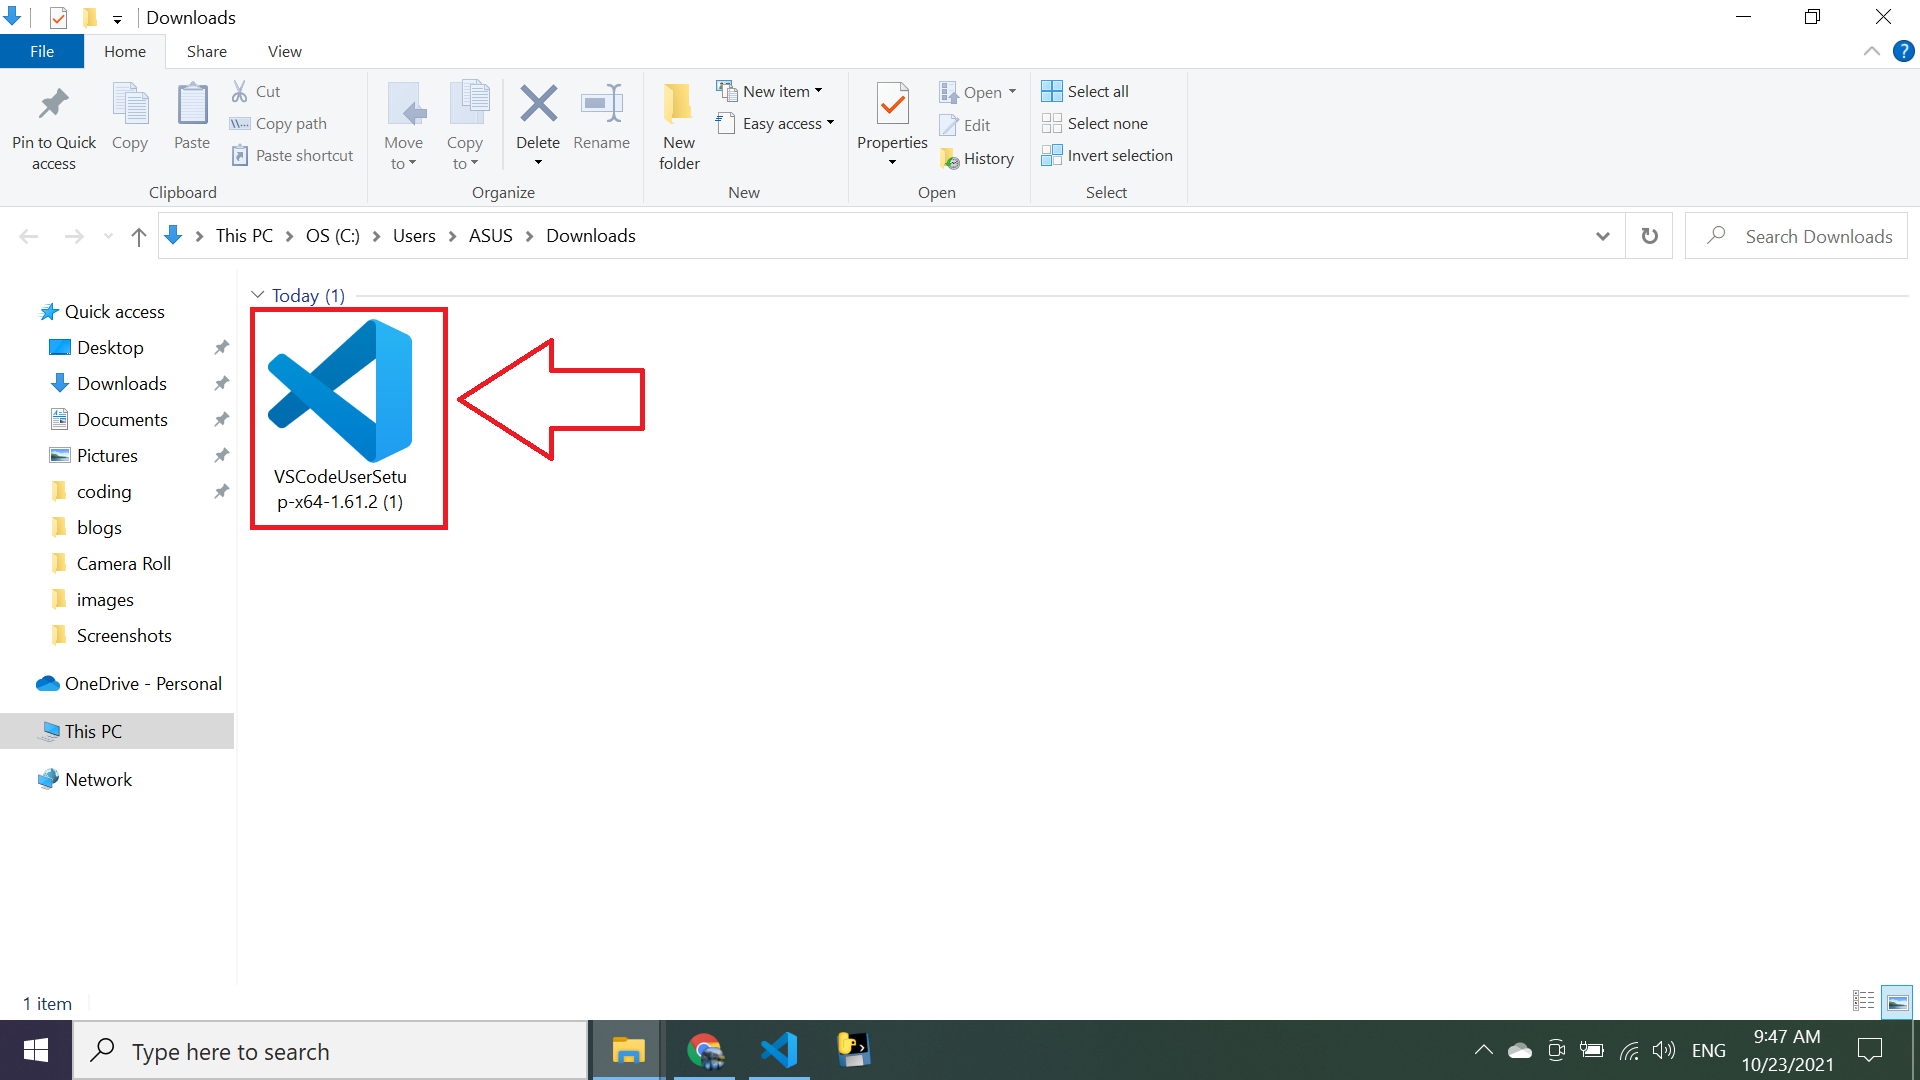 Downloads
File Home Share View
Pin to Quick access
Copy
Paste
Cut
Copy path
Paste shortcut
Clipboard
Move to
Copy to
Delete
Rename
Organize
New folder
New item
Easy access
New
Properties
Open
Edit
History
Open
Select all
Select none
Invert selection
Select
This PC OS (C:) Users ASUS Downloads
Search Downloads
Quick access
Desktop
Downloads
Documents
Pictures
coding
blogs
Camera Roll
images
Screenshots
OneDrive - Personal
This PC
Network
Today (1)
VSCodeUserSetu
p-x64-1.61.2 (1)
1 item
Type here to search
ENG
9:47 AM
10/23/2021